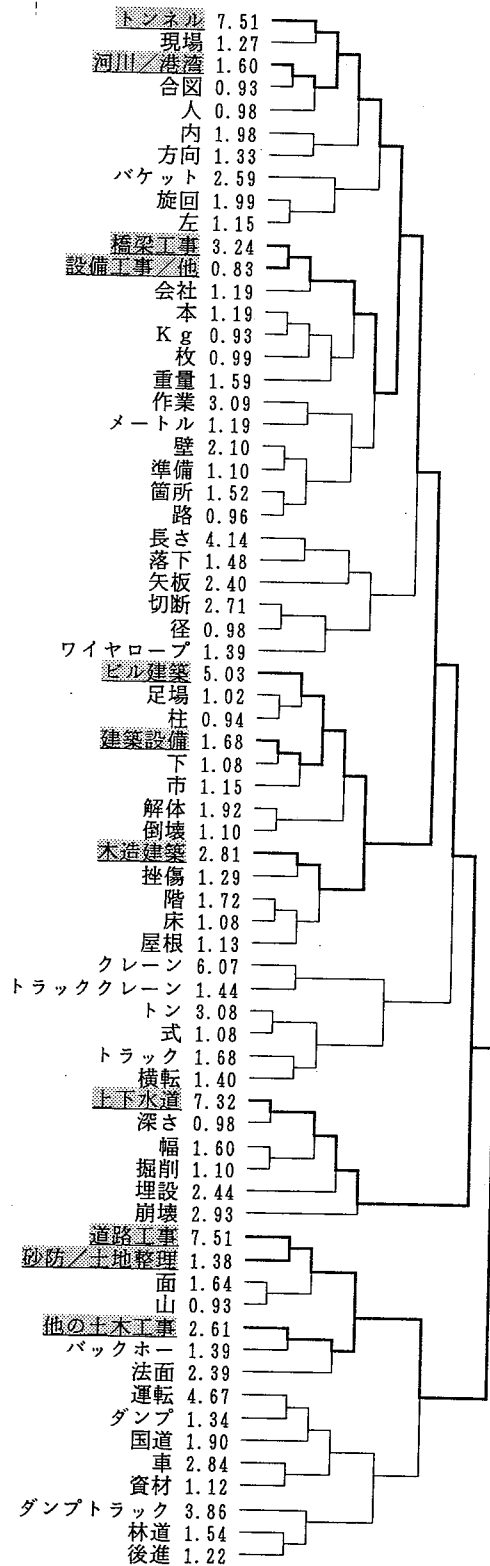 トンネル 7.51
現場 1.27
河川／港湾 1.60
合図 0.93
人 0.98
内 1.98
方向 1.33
バケット 2.59
旋回 1.99
左 1.15
橋梁工事 3.24
設備工事／他 0.83
会社 1.19
本 1.19
Kg 0.93
枚 0.99
重量 1.59
作業 3.09
メートル 1.19
壁 2.10
準備 1.10
箇所 1.52
路 0.96
長さ 4.14
落下 1.48
矢板 2.40
切断 2.71
径 0.98
ワイヤロープ 1.39
ビル建築 5.03
足場 1.02
柱 0.94
建築設備 1.68
下 1.08
市 1.15
解体 1.92
倒壊 1.10
木造建築 2.81
挫傷 1.29
階 1.72
床 1.08
屋根 1.13
クレーン 6.07
トラッククレーン 1.44
トン 3.08
式 1.08
トラック 1.68
横転 1.40
上下水道 7.32
深さ 0.98
幅 1.60
掘削 1.10
埋設 2.44
崩壊 2.93
道路工事 7.51
砂防／土地整理 1.38
面 1.64
山 0.93
他の土木工事 2.61
バックホー 1.39
法面 2.39
運転 4.67
ダンプ 1.34
国道 1.90
車 2.84
資材 1.12
ダンプトラック 3.86
林道 1.54
後進 1.22